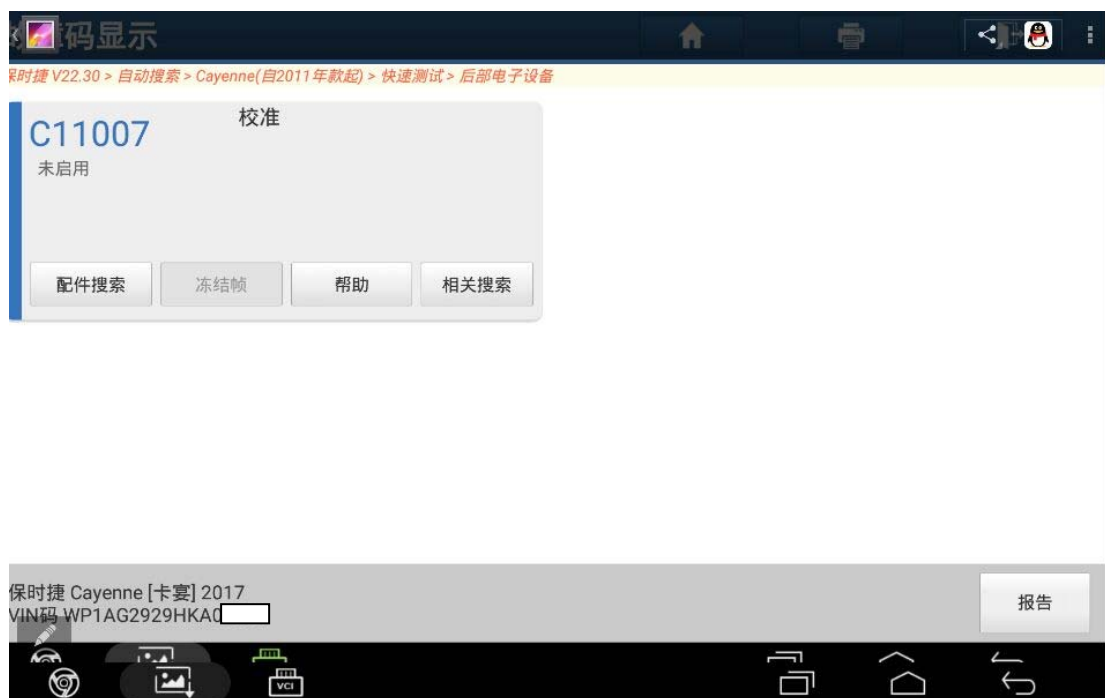 码显示
保时捷 V22.30 > 自动搜索 > Cayenne(自2011年款起) > 快速测试 > 后部电子设备
C11007
校准
未启用
配件搜索
冻结帧
帮助
相关搜索
保时捷 Cayenne [卡宴] 2017
VIN码 WP1AG2929HKA0
报告
VCI